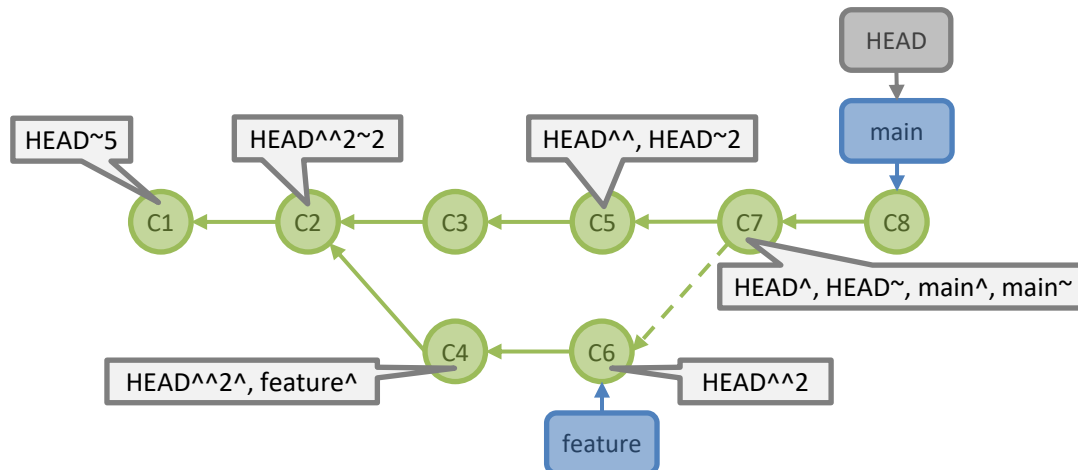 HEAD
main
HEAD~5
HEAD^^2~2
HEAD^^, HEAD~2
C1
C2
C3
C5
C7
C8
HEAD^, HEAD~, main^, main~
C4
C6
HEAD^^2^, feature^
HEAD^^2
feature